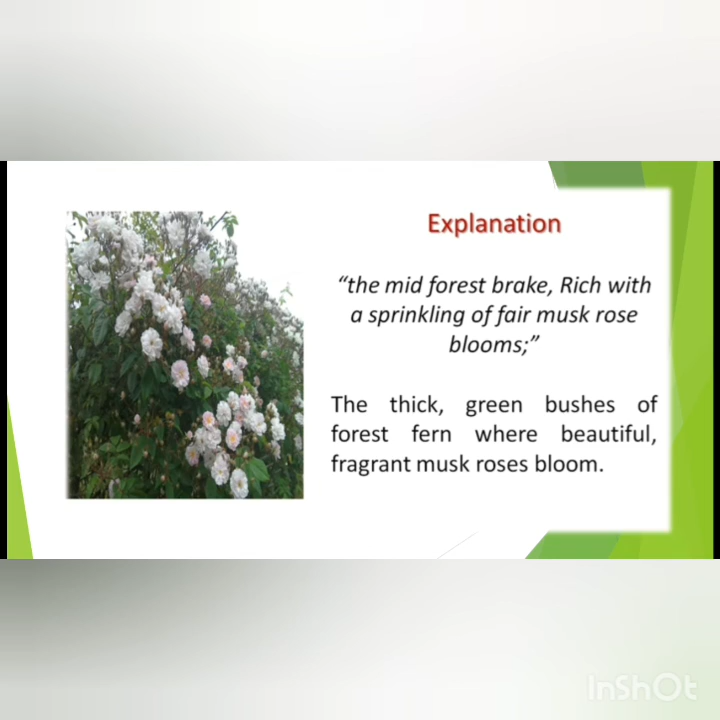 Explanation
“the mid forest brake, Rich with
a sprinkling of fair musk rose
blooms;”
The thick, green bushes of
forest fern where beautiful,
fragrant musk roses bloom.
InShOt